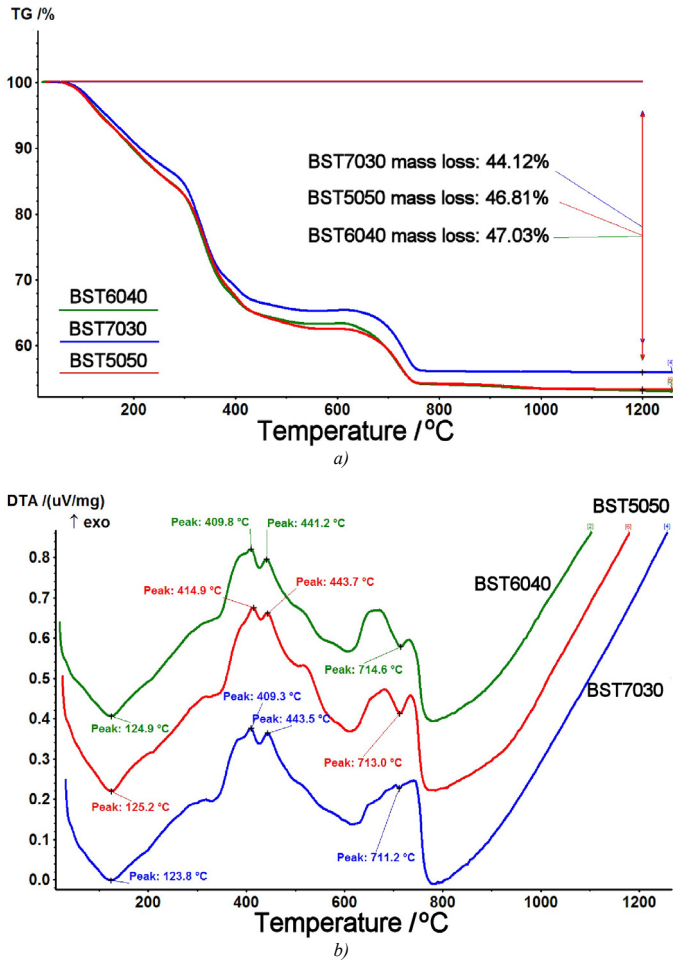 TG /%
100
90
80
70
60
BST7030 mass loss: 44.12%
BST5050 mass loss: 46.81%
BST6040 mass loss: 47.03%
BST6040
BST7030
BST5050
200 400 600 800 1000 1200
Temperature /°C
a)
DTA /(uV/mg)
↑ exo
Peak: 409.8 °C Peak: 441.2 °C
BST5050
BST6040
BST7030
0.8
0.7
0.6
0.5
0.4
0.3
0.2
0.1
0.0
Peak: 414.9 °C Peak: 443.7 °C
Peak: 409.3 °C
Peak: 443.5 °C
Peak: 714.6 °C
Peak: 124.9 °C
Peak: 713.0 °C
Peak: 125.2 °C
Peak: 711.2 °C
Peak: 123.8 °C
200 400 600 800 1000 1200
Temperature /°C
b)